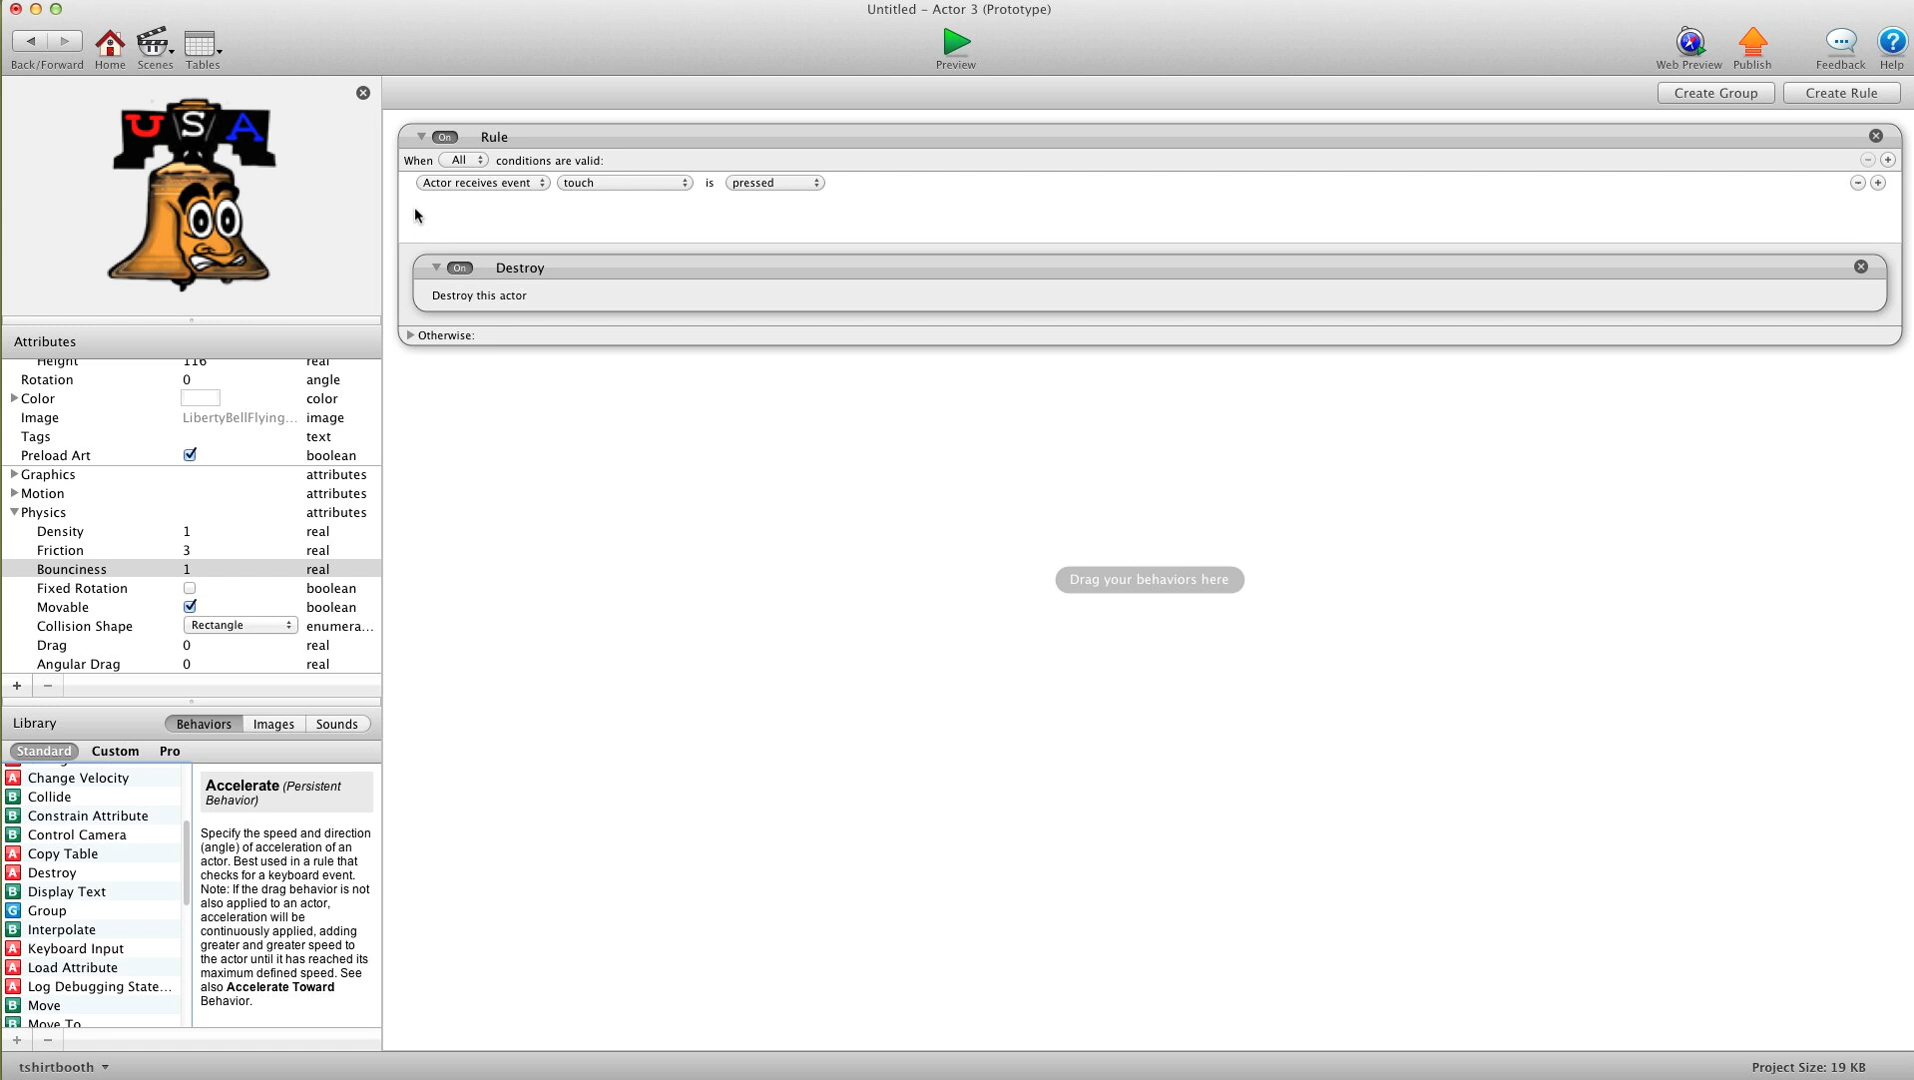 Untitled – Actor 3 (Prototype)
Back/Forward Home Scenes Tables Preview Web Preview Publish Feedback Help
Create Group Create Rule
USA
On Rule
When All conditions are valid:
Actor receives event touch is pressed
On Destroy
Destroy this actor
Otherwise:
Drag your behaviors here
Attributes
Height 116 real
Rotation 0 angle
Color color
Image LibertyBellFlying... image
Tags text
Preload Art boolean
Graphics attributes
Motion attributes
Physics attributes
Density 1 real
Friction 3 real
Bounciness 1 real
Fixed Rotation boolean
Movable boolean
Collision Shape Rectangle enumera...
Drag 0 real
Angular Drag 0 real
Library Behaviors Images Sounds
Standard Custom Pro
A Change Velocity
B Collide
B Constrain Attribute
B Control Camera
A Copy Table
A Destroy
B Display Text
G Group
B Interpolate
A Keyboard Input
A Load Attribute
A Log Debugging State...
B Move
B Move To
Accelerate (Persistent
Behavior)
Specify the speed and direction
(angle) of acceleration of an
actor. Best used in a rule that
checks for a keyboard event.
Note: If the drag behavior is not
also applied to an actor,
acceleration will be
continuously applied, adding
greater and greater speed to
the actor until it has reached its
maximum defined speed. See
also Accelerate Toward
Behavior.
tshirtbooth
Project Size: 19 KB